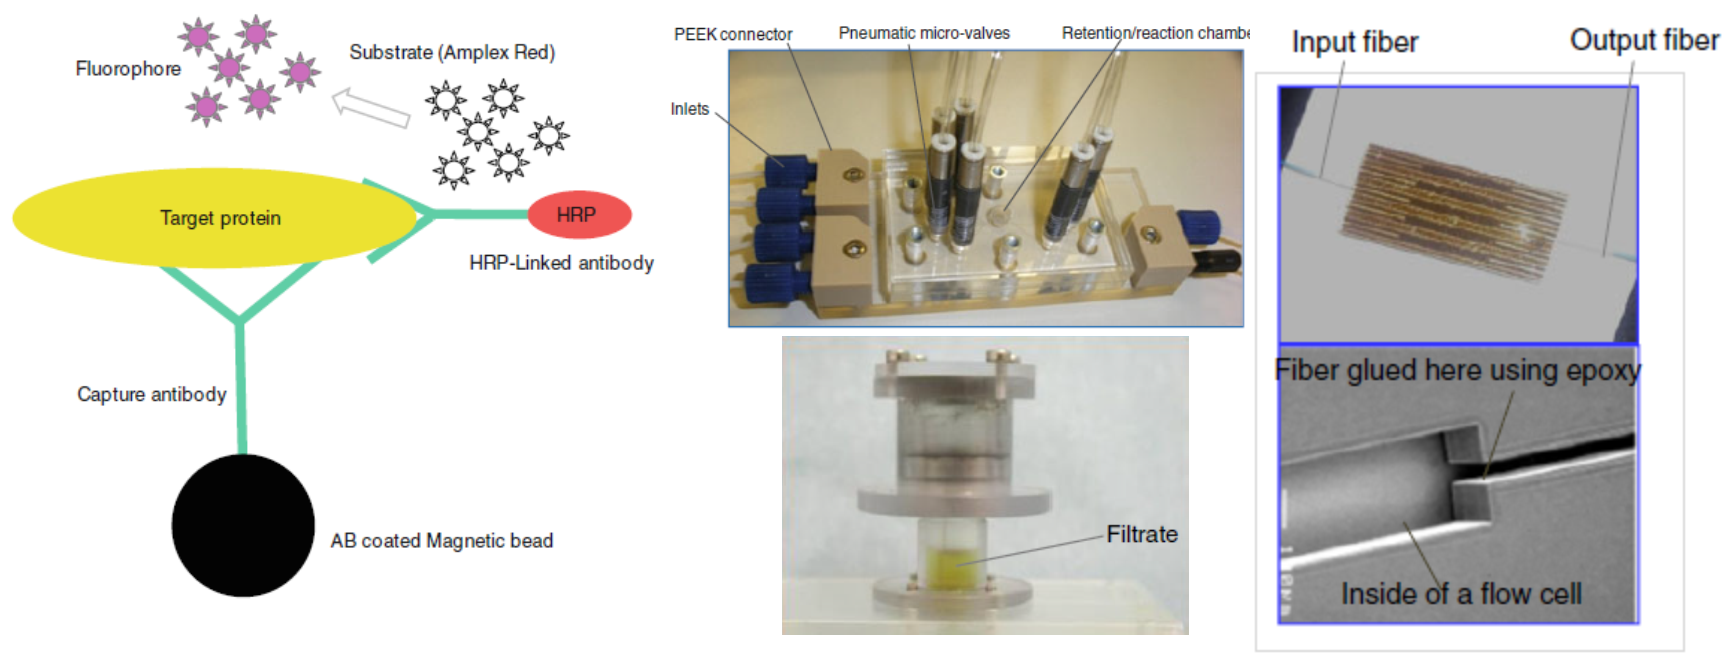 Fluorophore
Substrate (Amplex Red)
Target protein
HRP
HRP-Linked antibody
Capture antibody
AB coated Magnetic bead
PEEK connector
Pneumatic micro-valves
Retention/reaction chambe
Inlets
Filtrate
Input fiber
Output fiber
Fiber glued here using epoxy
Inside of a flow cell